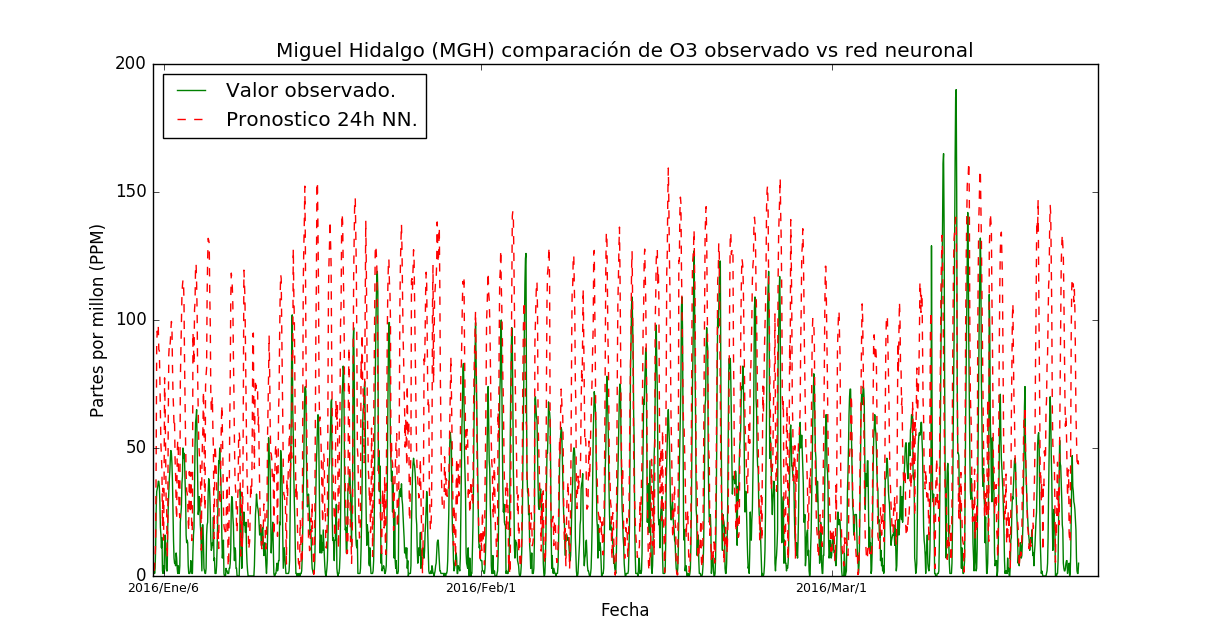 Miguel Hidalgo (MGH) comparación de O3 observado vs red neuronal
Valor observado.
Pronostico 24h NN.
Partes por millon (PPM)
200
150
100
50
0
2016/Ene/6
2016/Feb/1
2016/Mar/1
Fecha